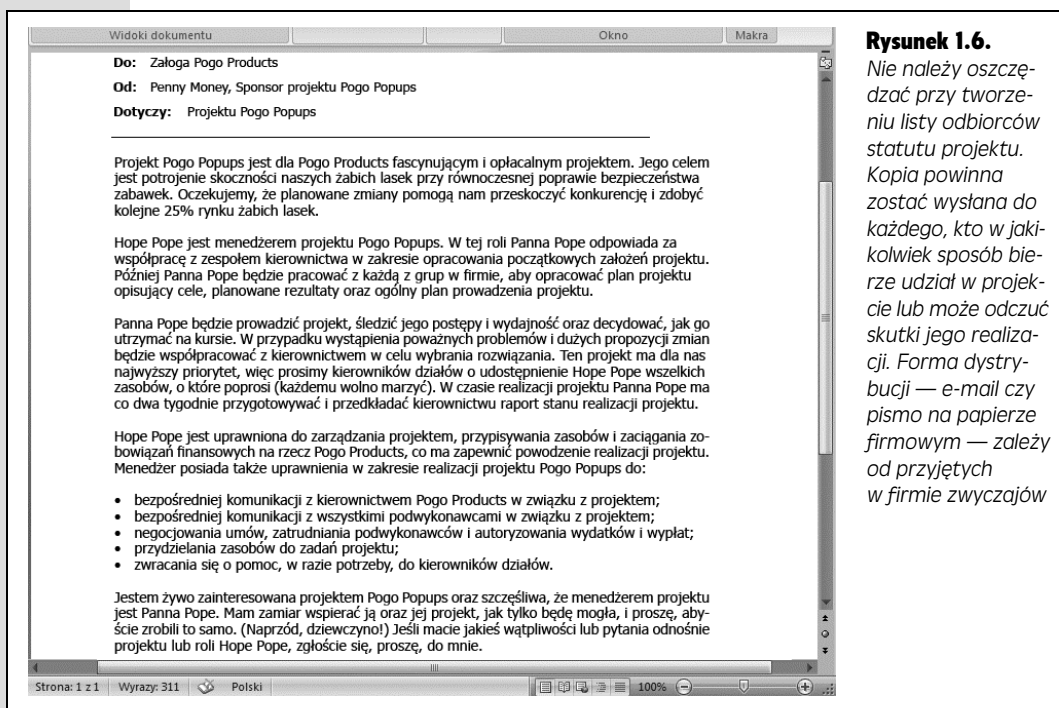 Widoki dokumentu
Okno
Makra
Do: Załoga Pogo Products
Od: Penny Money, Sponsor projektu Pogo Popups
Dotyczy: Projektu Pogo Popups
Projekt Pogo Popups jest dla Pogo Products fascynującym i opłacalnym projektem. Jego celem
jest potrojenie skoczności naszych żabich lasek przy równoczesnej poprawie bezpieczeństwa
zabawek. Oczekujemy, że planowane zmiany pomogą nam przeskoczyć konkurencję i zdobyć
kolejne 25% rynku żabich lasek.
Hope Pope jest menedżerem projektu Pogo Popups. W tej roli Panna Pope odpowiada za
współpracę z zespołem kierownictwa w zakresie opracowania początkowych założeń projektu.
Później Panna Pope będzie pracować z każdą z grup w firmie, aby opracować plan projektu
opisujący cele, planowane rezultaty oraz ogólny plan prowadzenia projektu.
Panna Pope będzie prowadzić projekt, śledzić jego postępy i wydajność oraz decydować, jak go
utrzymać na kursie. W przypadku wystąpienia poważnych problemów i dużych propozycji zmian
będzie współpracować z kierownictwem w celu wybrania rozwiązania. Ten projekt ma dla nas
najwyższy priorytet, więc prosimy kierowników działów o udostępnienie Hope Pope wszelkich
zasobów, o które poprosi (każdemu wolno marzyć). W czasie realizacji projektu Panna Pope ma
co dwa tygodnie przygotowywać i przedkładać kierownictwu raport stanu realizacji projektu.
Hope Pope jest uprawniona do zarządzania projektem, przypisywania zasobów i zaciągania zo-
bowiązań finansowych na rzecz Pogo Products, co ma zapewnić powodzenie realizacji projektu.
Menedżer posiada także uprawnienia w zakresie realizacji projektu Pogo Popups do:
• bezpośredniej komunikacji z kierownictwem Pogo Products w związku z projektem;
• bezpośredniej komunikacji z wszystkimi podwykonawcami w związku z projektem;
• negocjowania umów, zatrudniania podwykonawców i autoryzowania wydatków i wypłat;
• przydzielania zasobów do zadań projektu;
• zwracania się o pomoc, w razie potrzeby, do kierowników działów.
Jestem żywo zainteresowana projektem Pogo Popups oraz szczęśliwa, że menedżerem projektu
jest Panna Pope. Mam zamiar wspierać ją oraz jej projekt, jak tylko będę mogła, i proszę, aby-
ście zrobili to samo. (Naprzód, dziewczyno!) Jeśli macie jakieś wątpliwości lub pytania odnośnie
projektu lub roli Hope Pope, zgłoście się, proszę, do mnie.
Strona: 1 z 1 Wyrazy: 311 Polski 100%
Rysunek 1.6.
Nie należy oszczę-
dzać przy tworze-
niu listy odbiorców
statutu projektu.
Kopia powinna
zostać wysłana do
każdego, kto w jaki-
kolwiek sposób bie-
rze udział w projek-
cie lub może odczuć
skutki jego realiza-
cji. Forma dystry-
bucji — e-mail czy
pismo na papierze
firmowym — zależy
od przyjętych
w firmie zwyczajów